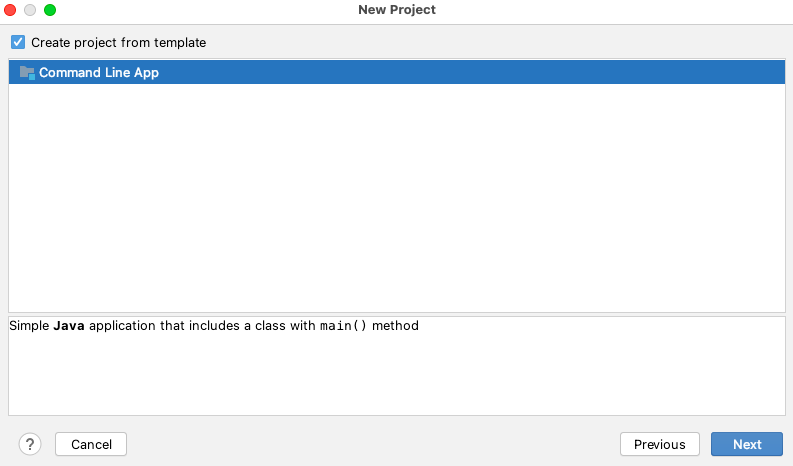 New Project
Create project from template
Command Line App
Simple Java application that includes a class with main() method
?
Cancel
Previous
Next